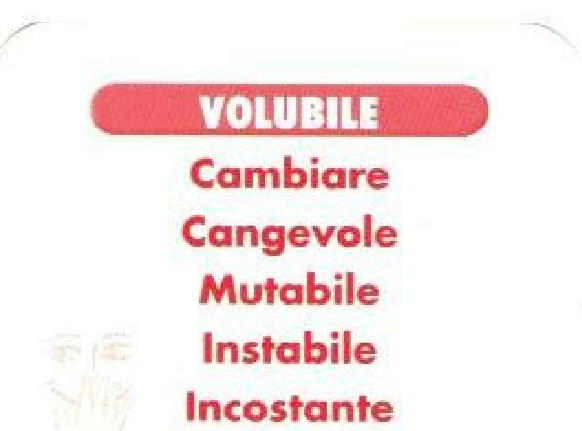 VOLUBILE
Cambiare
Cangevole
Mutabile
Instabile
Incostante